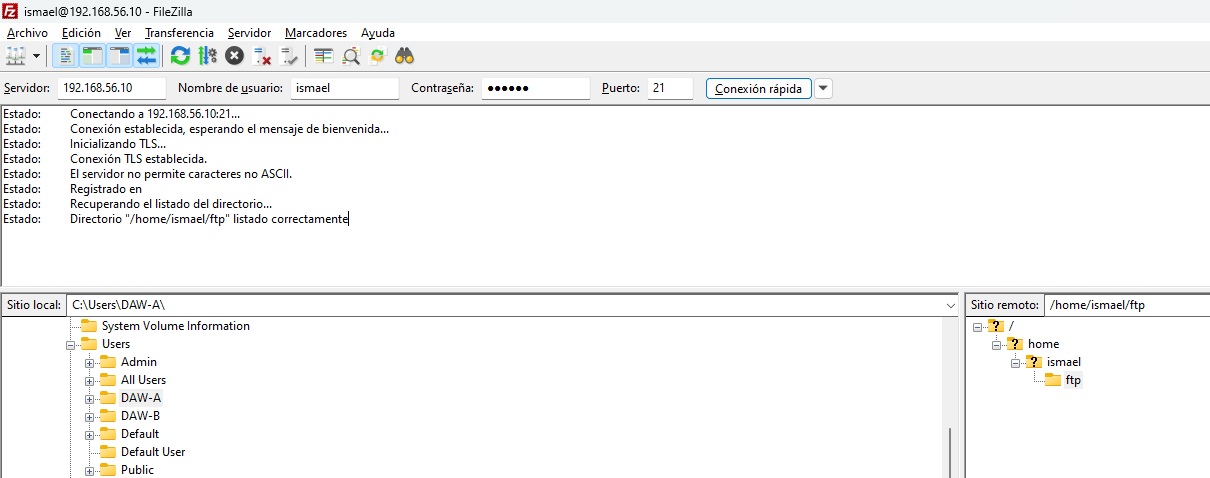 ismael@192.168.56.10 - FileZilla
Archivo Edición Ver Transferencia Servidor Marcadores Ayuda
Servidor: 192.168.56.10 Nombre de usuario: ismael Contraseña: ●●●●●● Puerto: 21 Conexión rápida
Estado: Conectando a 192.168.56.10:21...
Estado: Conexión establecida, esperando el mensaje de bienvenida...
Estado: Inicializando TLS...
Estado: Conexión TLS establecida.
Estado: El servidor no permite caracteres no ASCII.
Estado: Registrado en
Estado: Recuperando el listado del directorio...
Estado: Directorio "/home/ismael/ftp" listado correctamente
Sitio local: C:\Users\DAW-A\
System Volume Information
Users
Admin
All Users
DAW-A
DAW-B
Default
Default User
Public
Sitio remoto: /home/ismael/ftp
/
home
ismael
ftp